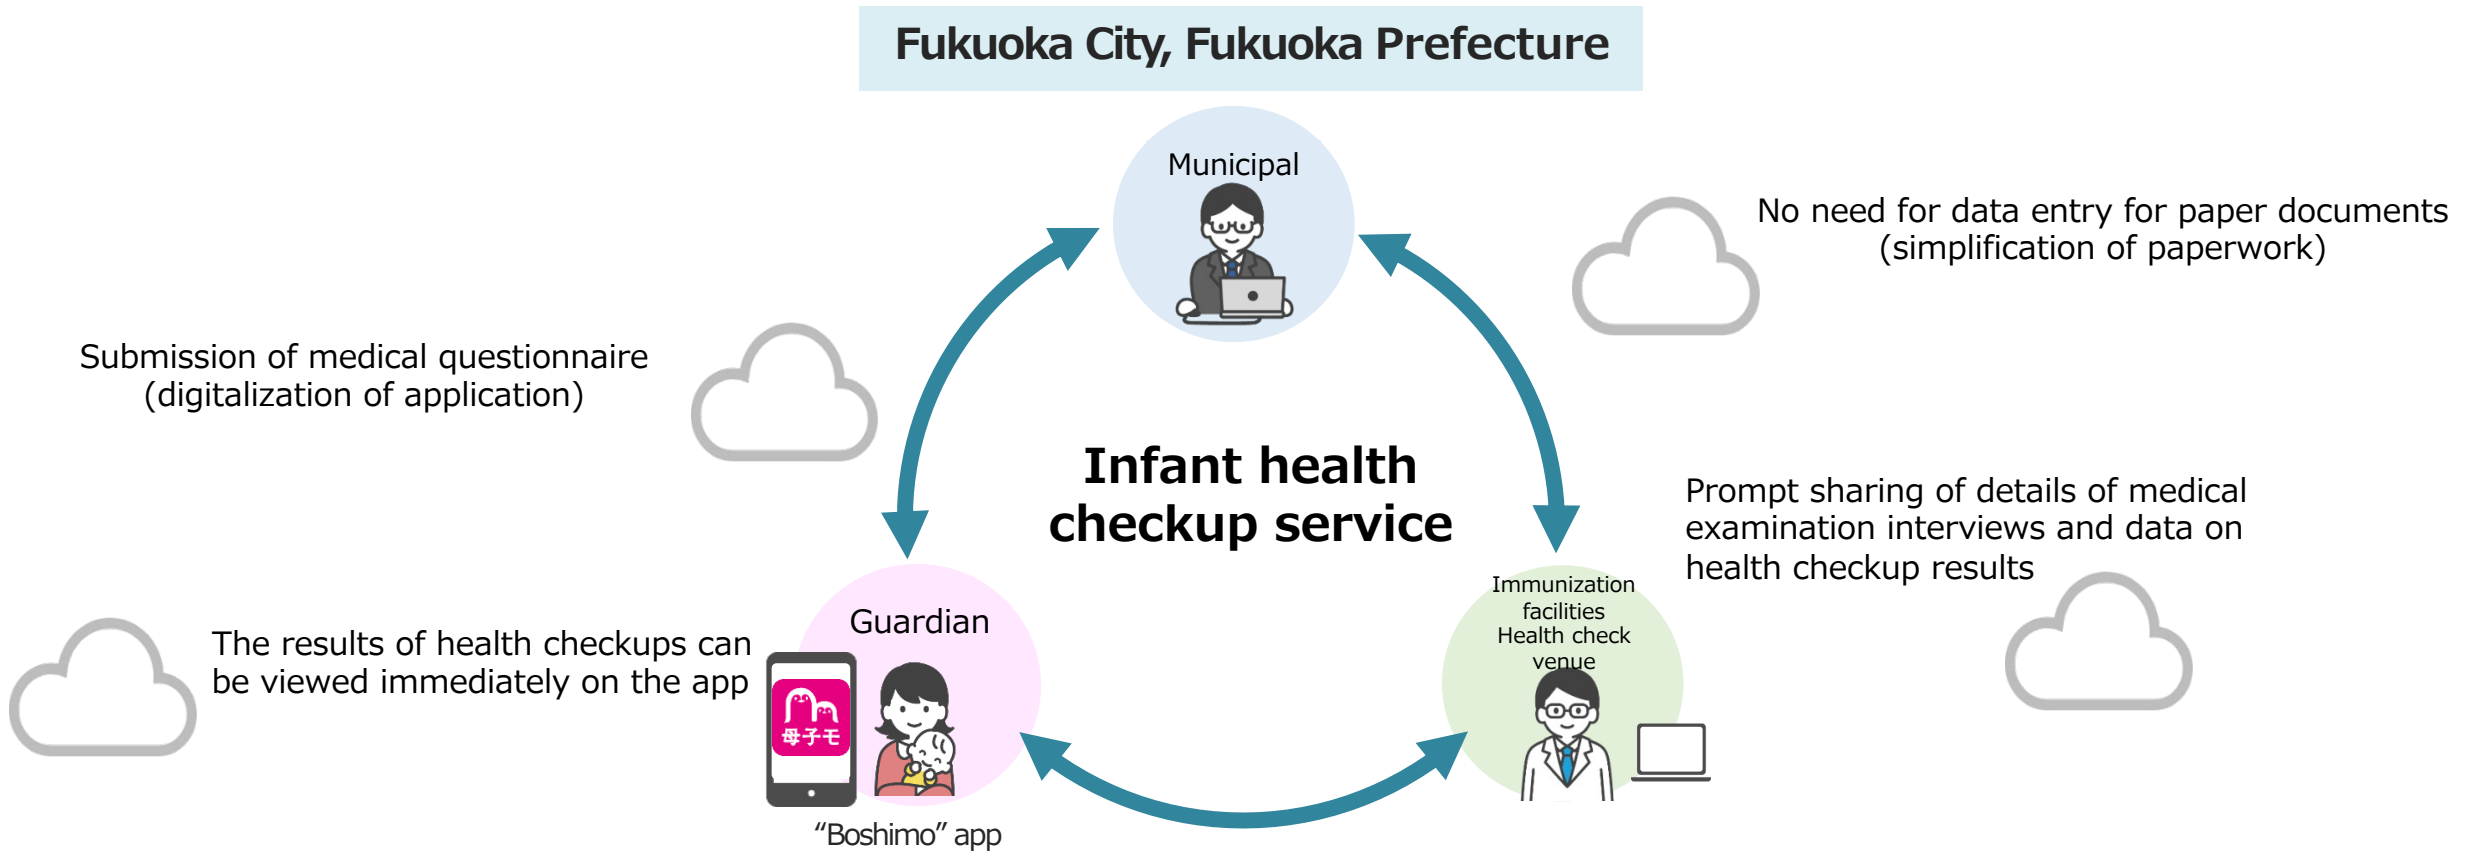 Fukuoka City, Fukuoka Prefecture
Municipal
No need for data entry for paper documents
(simplification of paperwork)
Submission of medical questionnaire
(digitalization of application)
Infant health
checkup service
Prompt sharing of details of medical
examination interviews and data on
health checkup results
Immunization
facilities
Health check
venue
Guardian
The results of health checkups can
be viewed immediately on the app
母子モ
“Boshimo” app